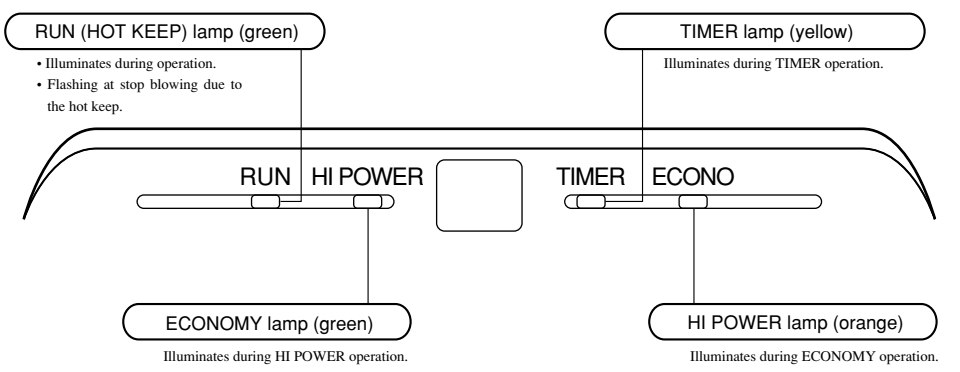 RUN (HOT KEEP) lamp (green)
• Illuminates during operation.
• Flashing at stop blowing due to
the hot keep.
TIMER lamp (yellow)
Illuminates during TIMER operation.
RUN HI POWER TIMER ECONO
ECONOMY lamp (green)
Illuminates during HI POWER operation.
HI POWER lamp (orange)
Illuminates during ECONOMY operation.